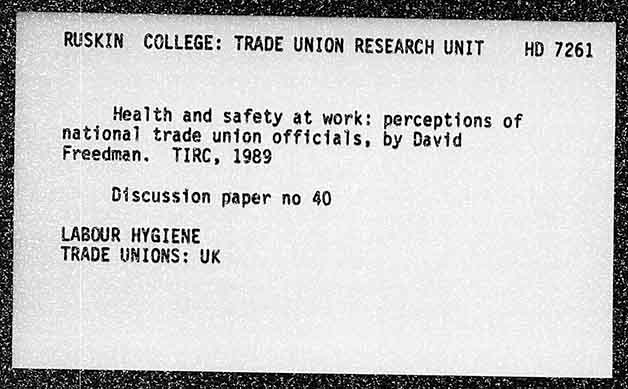 RUSKIN COLLEGE: TRADE UNION RESEARCH UNIT HD 7261
Health and safety at work: perceptions of
national trade union officials, by David
Freedman. TIRC, 1989
Discussion paper no 40
LABOUR HYGIENE
TRADE UNIONS: UK